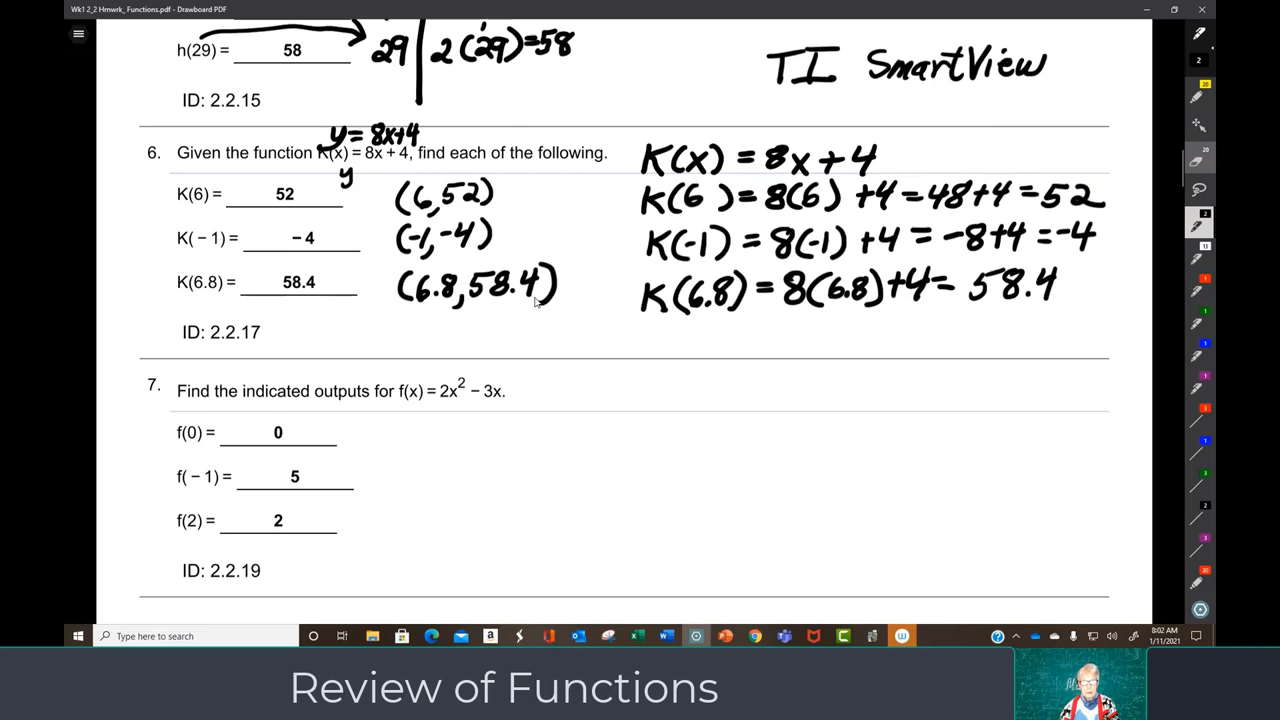 Wk1 2_2 Hmwrk_ Functions.pdf - Drawboard PDF
h(29) = 58 29 2(29)=58
TI SmartView
ID: 2.2.15
y = 8x+4
6. Given the function K(x) = 8x + 4, find each of the following.
y
K(x) = 8x + 4
K(6) = 52 (6,52) K(6 ) = 8(6) +4 = 48+4 = 52
K( − 1) = − 4 (-1,-4) K(-1) = 8(-1) +4 = -8+4 = -4
K(6.8) = 58.4 (6.8,58.4) K(6.8) = 8(6.8)+4= 58.4
ID: 2.2.17
7. Find the indicated outputs for f(x) = 2x² − 3x.
f(0) = 0
f( − 1) = 5
f(2) = 2
ID: 2.2.19
Type here to search
8:02 AM
1/11/2021
Review of Functions